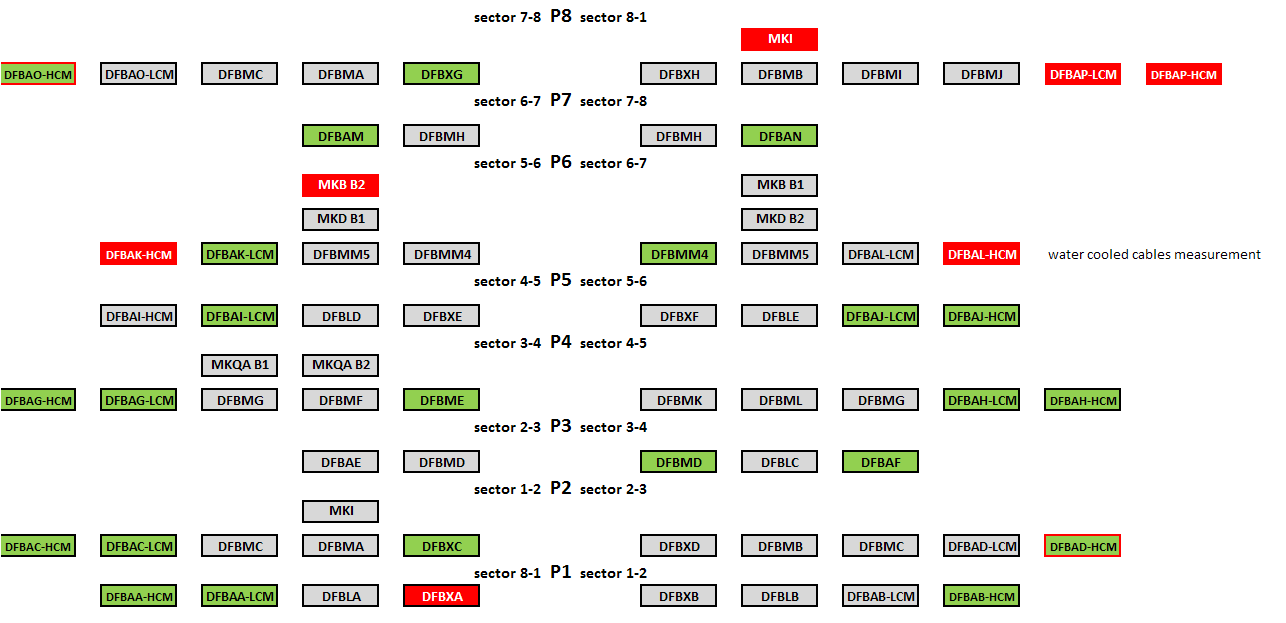 sector 7-8 P8 sector 8-1
MKI
DFBAO-HCM DFBAO-LCM DFBMC DFBMA DFBXG DFBXH DFBMB DFBMI DFBMJ DFBAP-LCM DFBAP-HCM
sector 6-7 P7 sector 7-8
DFBAM DFBMH DFBMH DFBAN
sector 5-6 P6 sector 6-7
MKB B2 MKB B1
MKD B1 MKD B2
DFBAK-HCM DFBAK-LCM DFBMM5 DFBMM4 DFBMM4 DFBMM5 DFBAL-LCM DFBAL-HCM water cooled cables measurement
sector 4-5 P5 sector 5-6
DFBAI-HCM DFBAI-LCM DFBLD DFBXE DFBXF DFBLE DFBAJ-LCM DFBAJ-HCM
sector 3-4 P4 sector 4-5
MKQA B1 MKQA B2
DFBAG-HCM DFBAG-LCM DFBMG DFBMF DFBME DFBMK DFBML DFBMG DFBAH-LCM DFBAH-HCM
sector 2-3 P3 sector 3-4
DFBAE DFBMD DFBMD DFBLC DFBAF
sector 1-2 P2 sector 2-3
MKI
DFBAC-HCM DFBAC-LCM DFBMC DFBMA DFBXC DFBXD DFBMB DFBMC DFBAD-LCM DFBAD-HCM
sector 8-1 P1 sector 1-2
DFBAA-HCM DFBAA-LCM DFBLA DFBXA DFBXB DFBLB DFBAB-LCM DFBAB-HCM